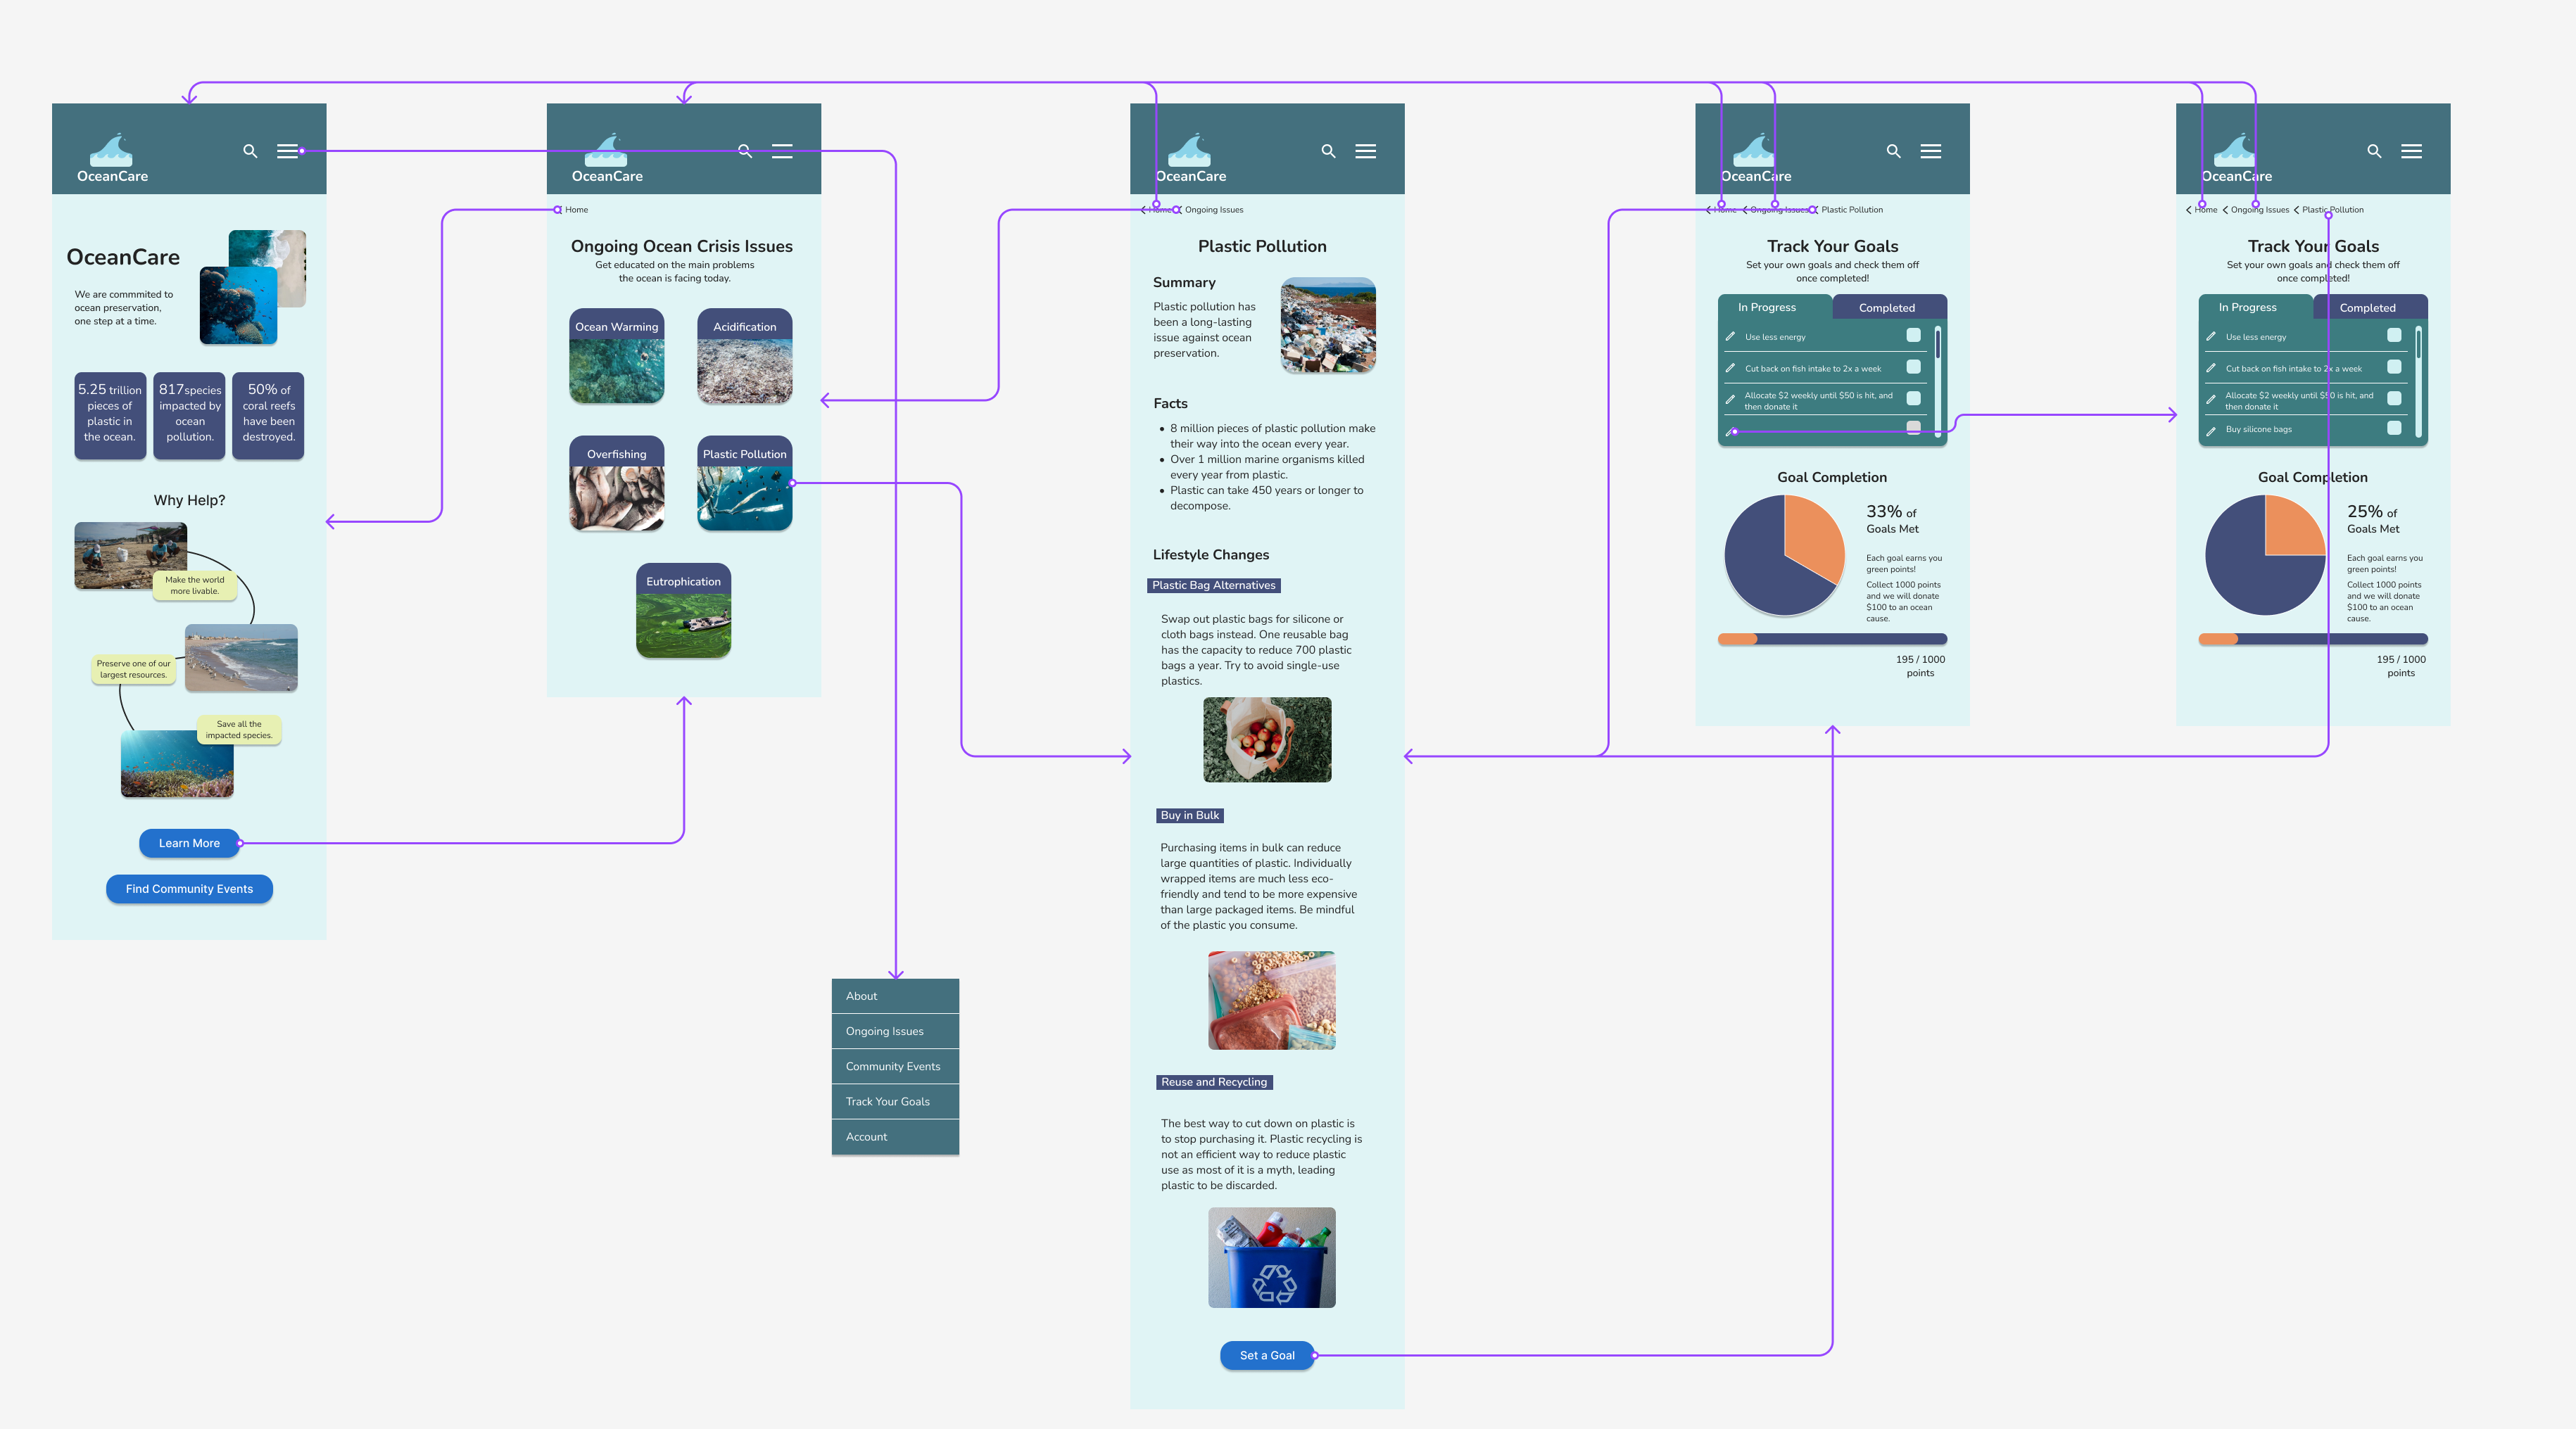 OceanCare
OceanCare
We are commmited to
ocean preservation,
one step at a time.
5.25 trillion
pieces of
plastic in
the ocean.
817species
impacted by
ocean
pollution.
50% of
coral reefs
have been
destroyed.
Why Help?
Make the world
more livable.
Preserve one of our
largest resources.
Save all the
impacted species.
Learn More
Find Community Events
OceanCare
Home
Ongoing Ocean Crisis Issues
Get educated on the main problems
the ocean is facing today.
Ocean Warming
Acidification
Overfishing
Plastic Pollution
Eutrophication
About
Ongoing Issues
Community Events
Track Your Goals
Account
OceanCare
Home Ongoing Issues
Plastic Pollution
Summary
Plastic pollution has
been a long-lasting
issue against ocean
preservation.
Facts
• 8 million pieces of plastic pollution make
their way into the ocean every year.
• Over 1 million marine organisms killed
every year from plastic.
• Plastic can take 450 years or longer to
decompose.
Lifestyle Changes
Plastic Bag Alternatives
Swap out plastic bags for silicone or
cloth bags instead. One reusable bag
has the capacity to reduce 700 plastic
bags a year. Try to avoid single-use
plastics.
Buy in Bulk
Purchasing items in bulk can reduce
large quantities of plastic. Individually
wrapped items are much less eco-
friendly and tend to be more expensive
than large packaged items. Be mindful
of the plastic you consume.
Reuse and Recycling
The best way to cut down on plastic is
to stop purchasing it. Plastic recycling is
not an efficient way to reduce plastic
use as most of it is a myth, leading
plastic to be discarded.
Set a Goal
OceanCare
Home Ongoing Issues Plastic Pollution
Track Your Goals
Set your own goals and check them off
once completed!
In Progress
Completed
Use less energy
Cut back on fish intake to 2x a week
Allocate $2 weekly until $50 is hit, and
then donate it
Goal Completion
33% of
Goals Met
Each goal earns you
green points!
Collect 1000 points
and we will donate
$100 to an ocean
cause.
195 / 1000
points
OceanCare
Home Ongoing Issues Plastic Pollution
Track Your Goals
Set your own goals and check them off
once completed!
In Progress
Completed
Use less energy
Cut back on fish intake to 2x a week
Allocate $2 weekly until $50 is hit, and
then donate it
Buy silicone bags
Goal Completion
25% of
Goals Met
Each goal earns you
green points!
Collect 1000 points
and we will donate
$100 to an ocean
cause.
195 / 1000
points